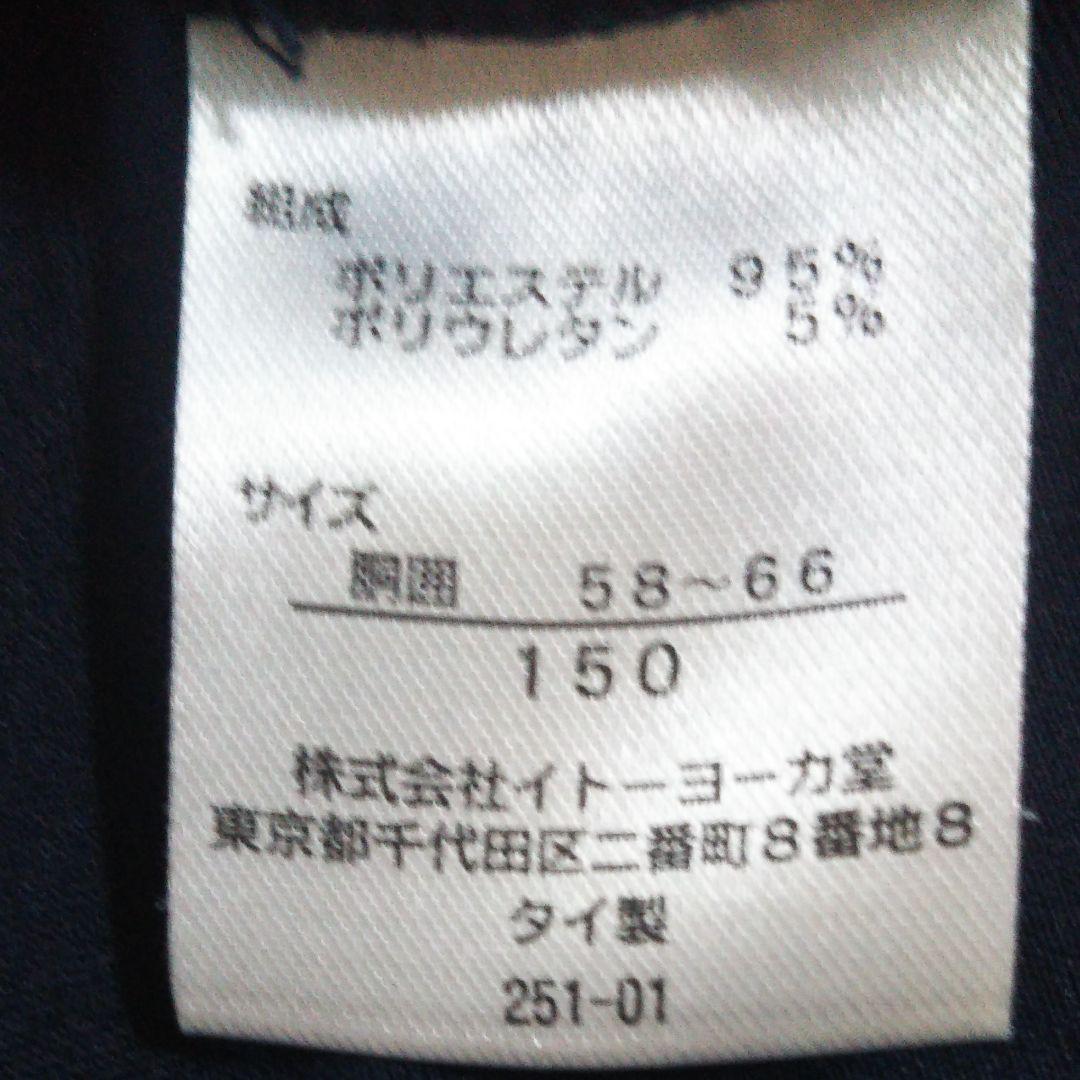 組成
ポリエステル 95%
ポリウレタン 5%
サイズ
胴囲 58~66
150
株式会社イトーヨーカ堂
東京都千代田区二番町8番地8
タイ製
251-01